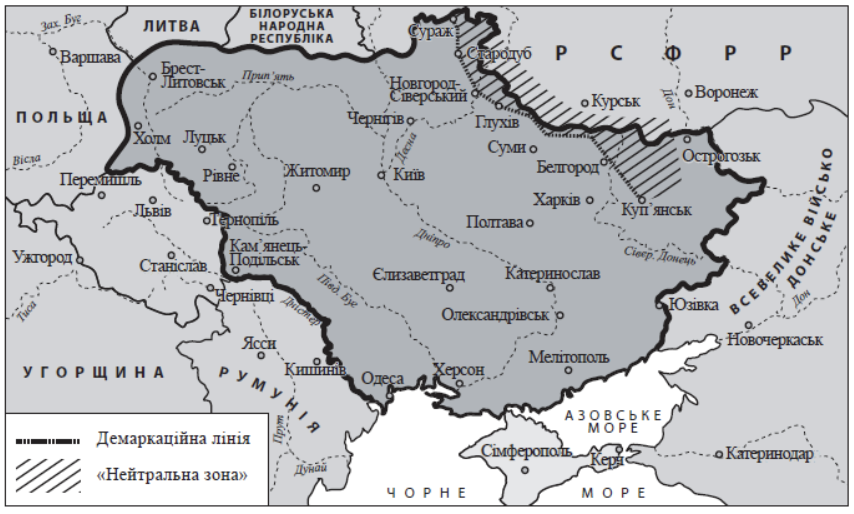 Зах. Буг
ЛИТВА
БІЛОРУСЬКА
НАРОДНА
РЕСПУБЛІКА
Сураж
Варшава
Стародуб
Р С Ф Р Р
Брест-
Литовськ
Прип'ять
Новгород-
Сіверський
Курськ
Дон
Воронеж
ПОЛЬЩА
Чернігів
Глухів
Холм
Луцьк
Десна
Суми
Острогозьк
Вісла
Рівне
Житомир
Київ
Белгород
Перемишль
Львів
Харків
Куп'янськ
Тернопіль
Полтава
Дніпро
Ужгород
Станіслав
Кам'янець-
Подільськ
Сівер. Донець
ВСЕВЕЛИКЕ ВІЙСЬКО
ДОНСЬКЕ
Півд. Буг
Єлизаветград
Катеринослав
Чернівці
Дністер
Тиса
Юзівка
Дон
Олександрівськ
Новочеркаськ
Ясси
Кишинів
Мелітополь
УГОРЩИНА
РУМУНІЯ
Одеса
Херсон
АЗОВСЬКЕ
МОРЕ
Прут
Демаркаційна лінія
Сімферополь
Керч
Катеринодар
«Нейтральна зона»
Дунай
ЧОРНЕ МОРЕ